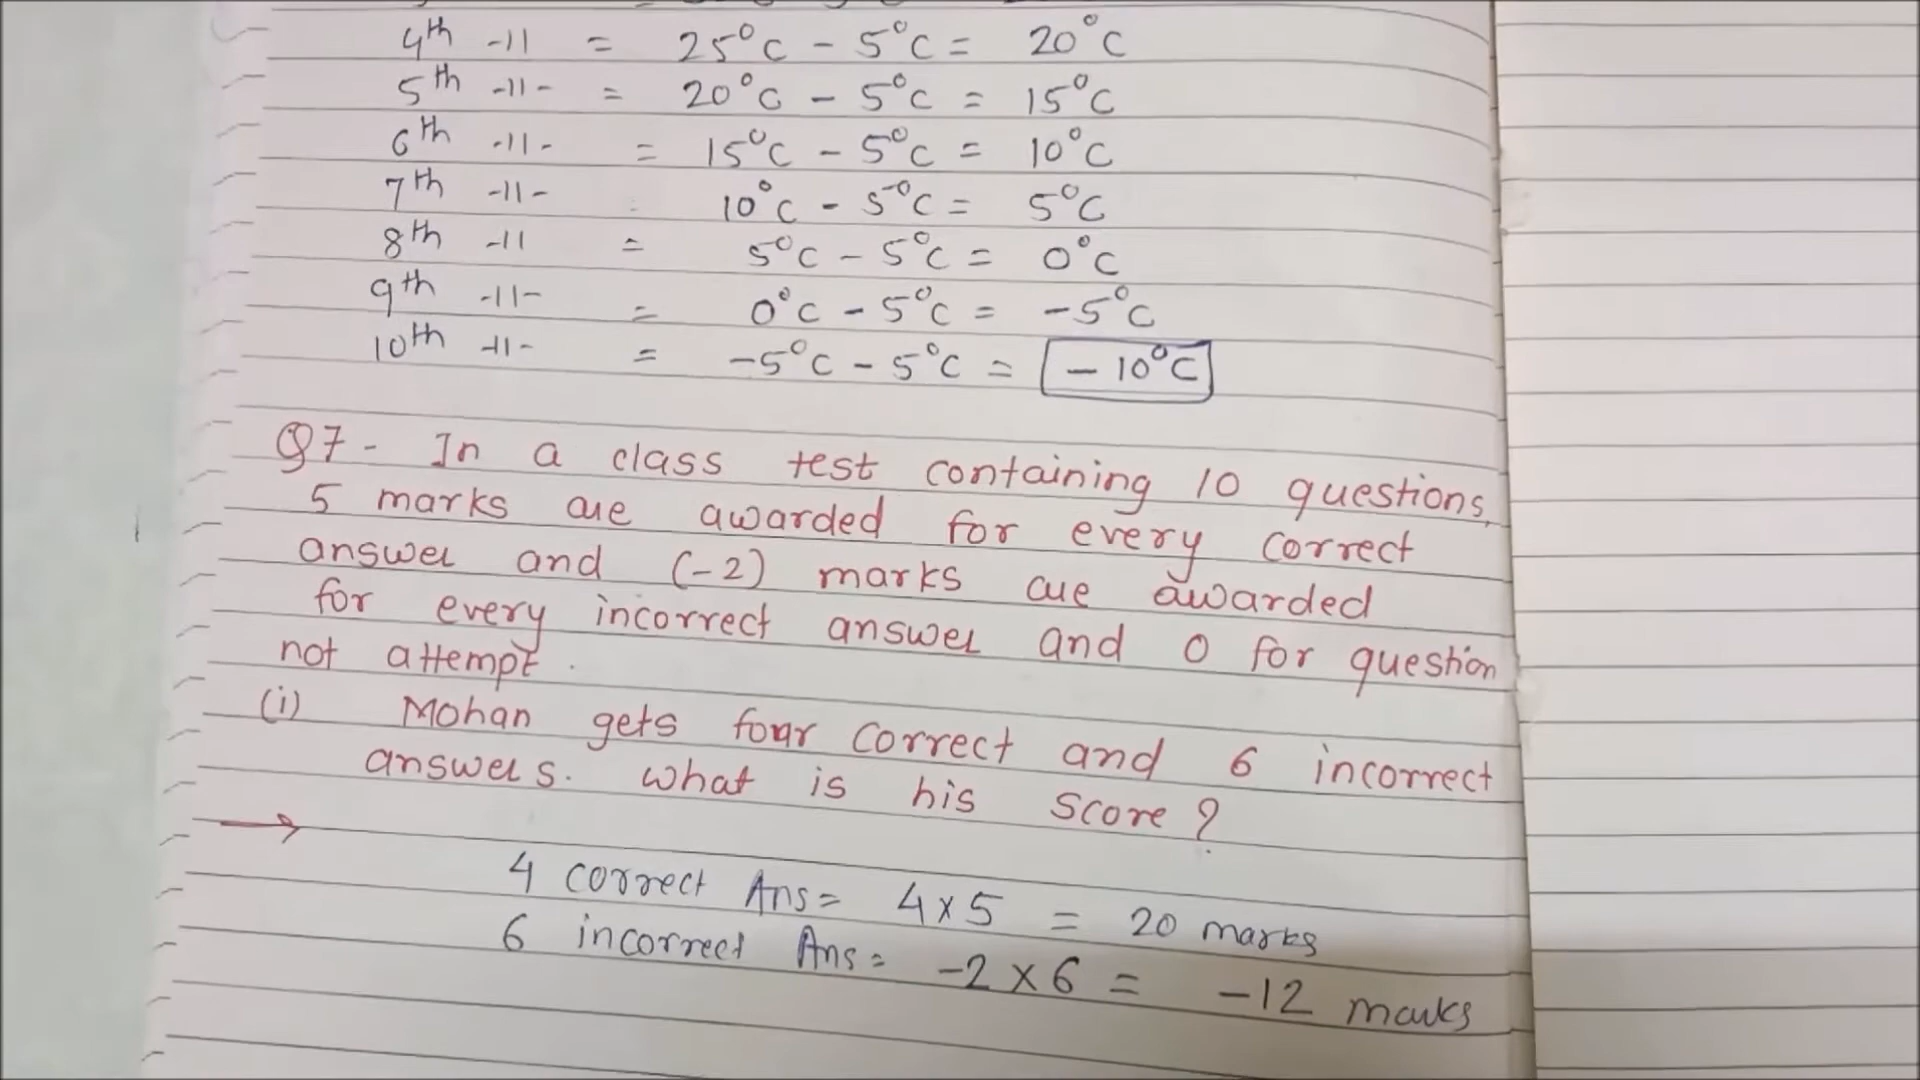 4th -11 = 25°C - 5°C = 20°C
5th -11- = 20°C - 5°C = 15°C
6th -11- = 15°C - 5°C = 10°C
7th -11- 10°C - 5°C = 5°C
8th -11 = 5°C - 5°C = 0°C
9th -11- = 0°C - 5°C = -5°C
10th -11- = -5°C - 5°C = - 10°C
Q7 - In a class test containing 10 questions,
5 marks are awarded for every correct
answer and (-2) marks are awarded
for every incorrect answer and 0 for question
not attempt.
(i) Mohan gets four correct and 6 incorrect
answers. What is his score?
→
4 correct Ans = 4x5 = 20 marks
6 incorrect Ans = -2 x 6 = -12 marks